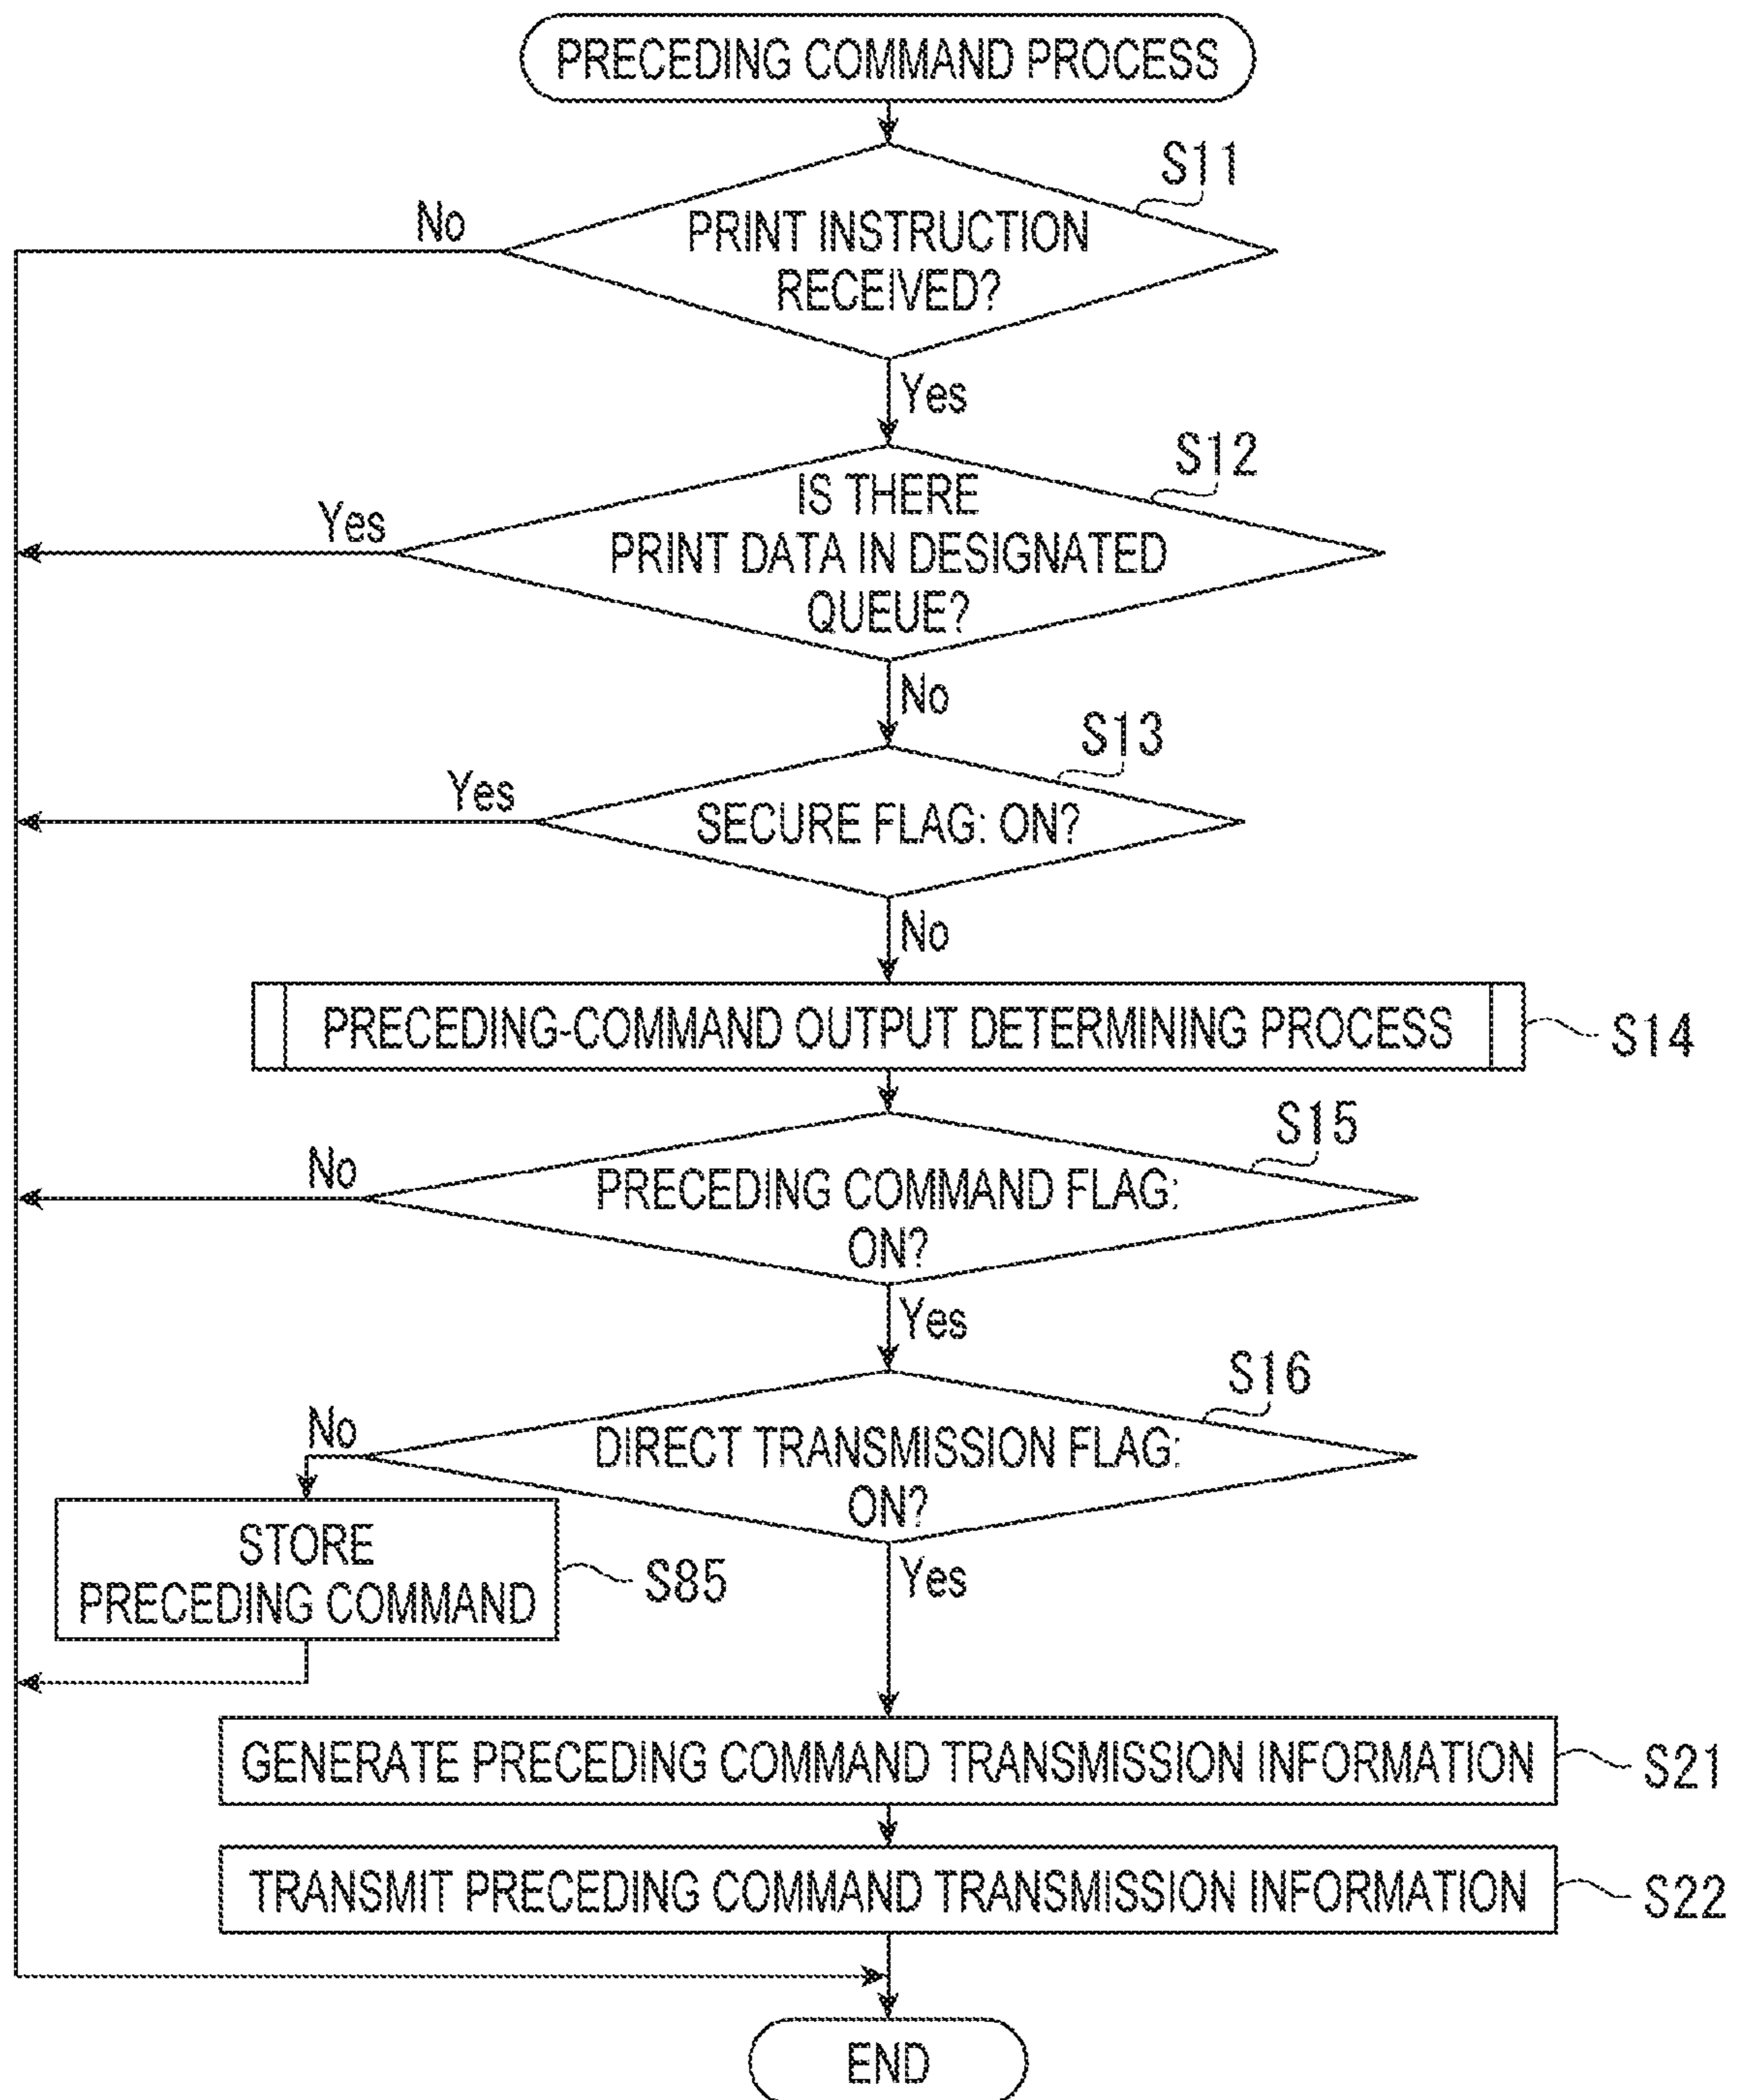 PRECEDING COMMAND PROCESS
S11
No
PRINT INSTRUCTION
RECEIVED?
Yes
S12
Yes
IS THERE
PRINT DATA IN DESIGNATED
QUEUE?
No
S13
Yes
SECURE FLAG: ON?
No
PRECEDING-COMMAND OUTPUT DETERMINING PROCESS
S14
S15
No
PRECEDING COMMAND FLAG:
ON?
Yes
S16
No
DIRECT TRANSMISSION FLAG:
ON?
STORE
PRECEDING COMMAND
S85
Yes
GENERATE PRECEDING COMMAND TRANSMISSION INFORMATION
S21
TRANSMIT PRECEDING COMMAND TRANSMISSION INFORMATION
S22
END